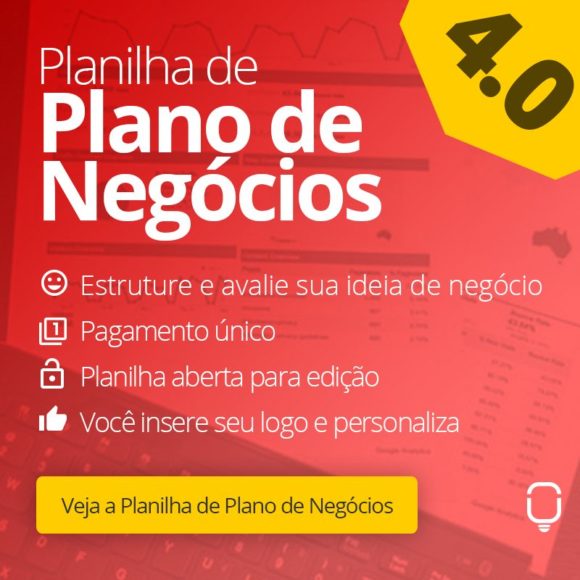 4.0
Planilha de
Plano de
Negócios
Estruture e avalie sua ideia de negócio
1
Pagamento único
Planilha aberta para edição
Você insere seu logo e personaliza
Veja a Planilha de Plano de Negócios